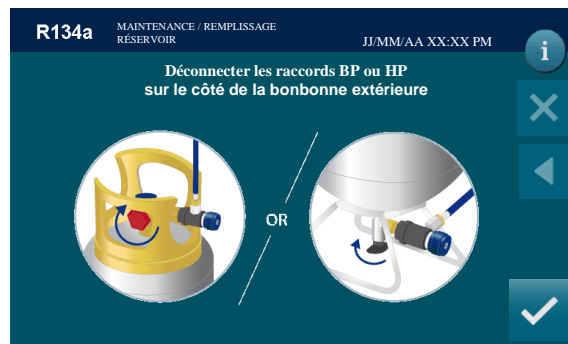 R134a
MAINTENANCE / REMPLISSAGE
RÉSERVOIR
JJ/MM/AA XX:XX PM
i
Déconnecter les raccords BP ou HP
sur le côté de la bonbonne extérieure
OR